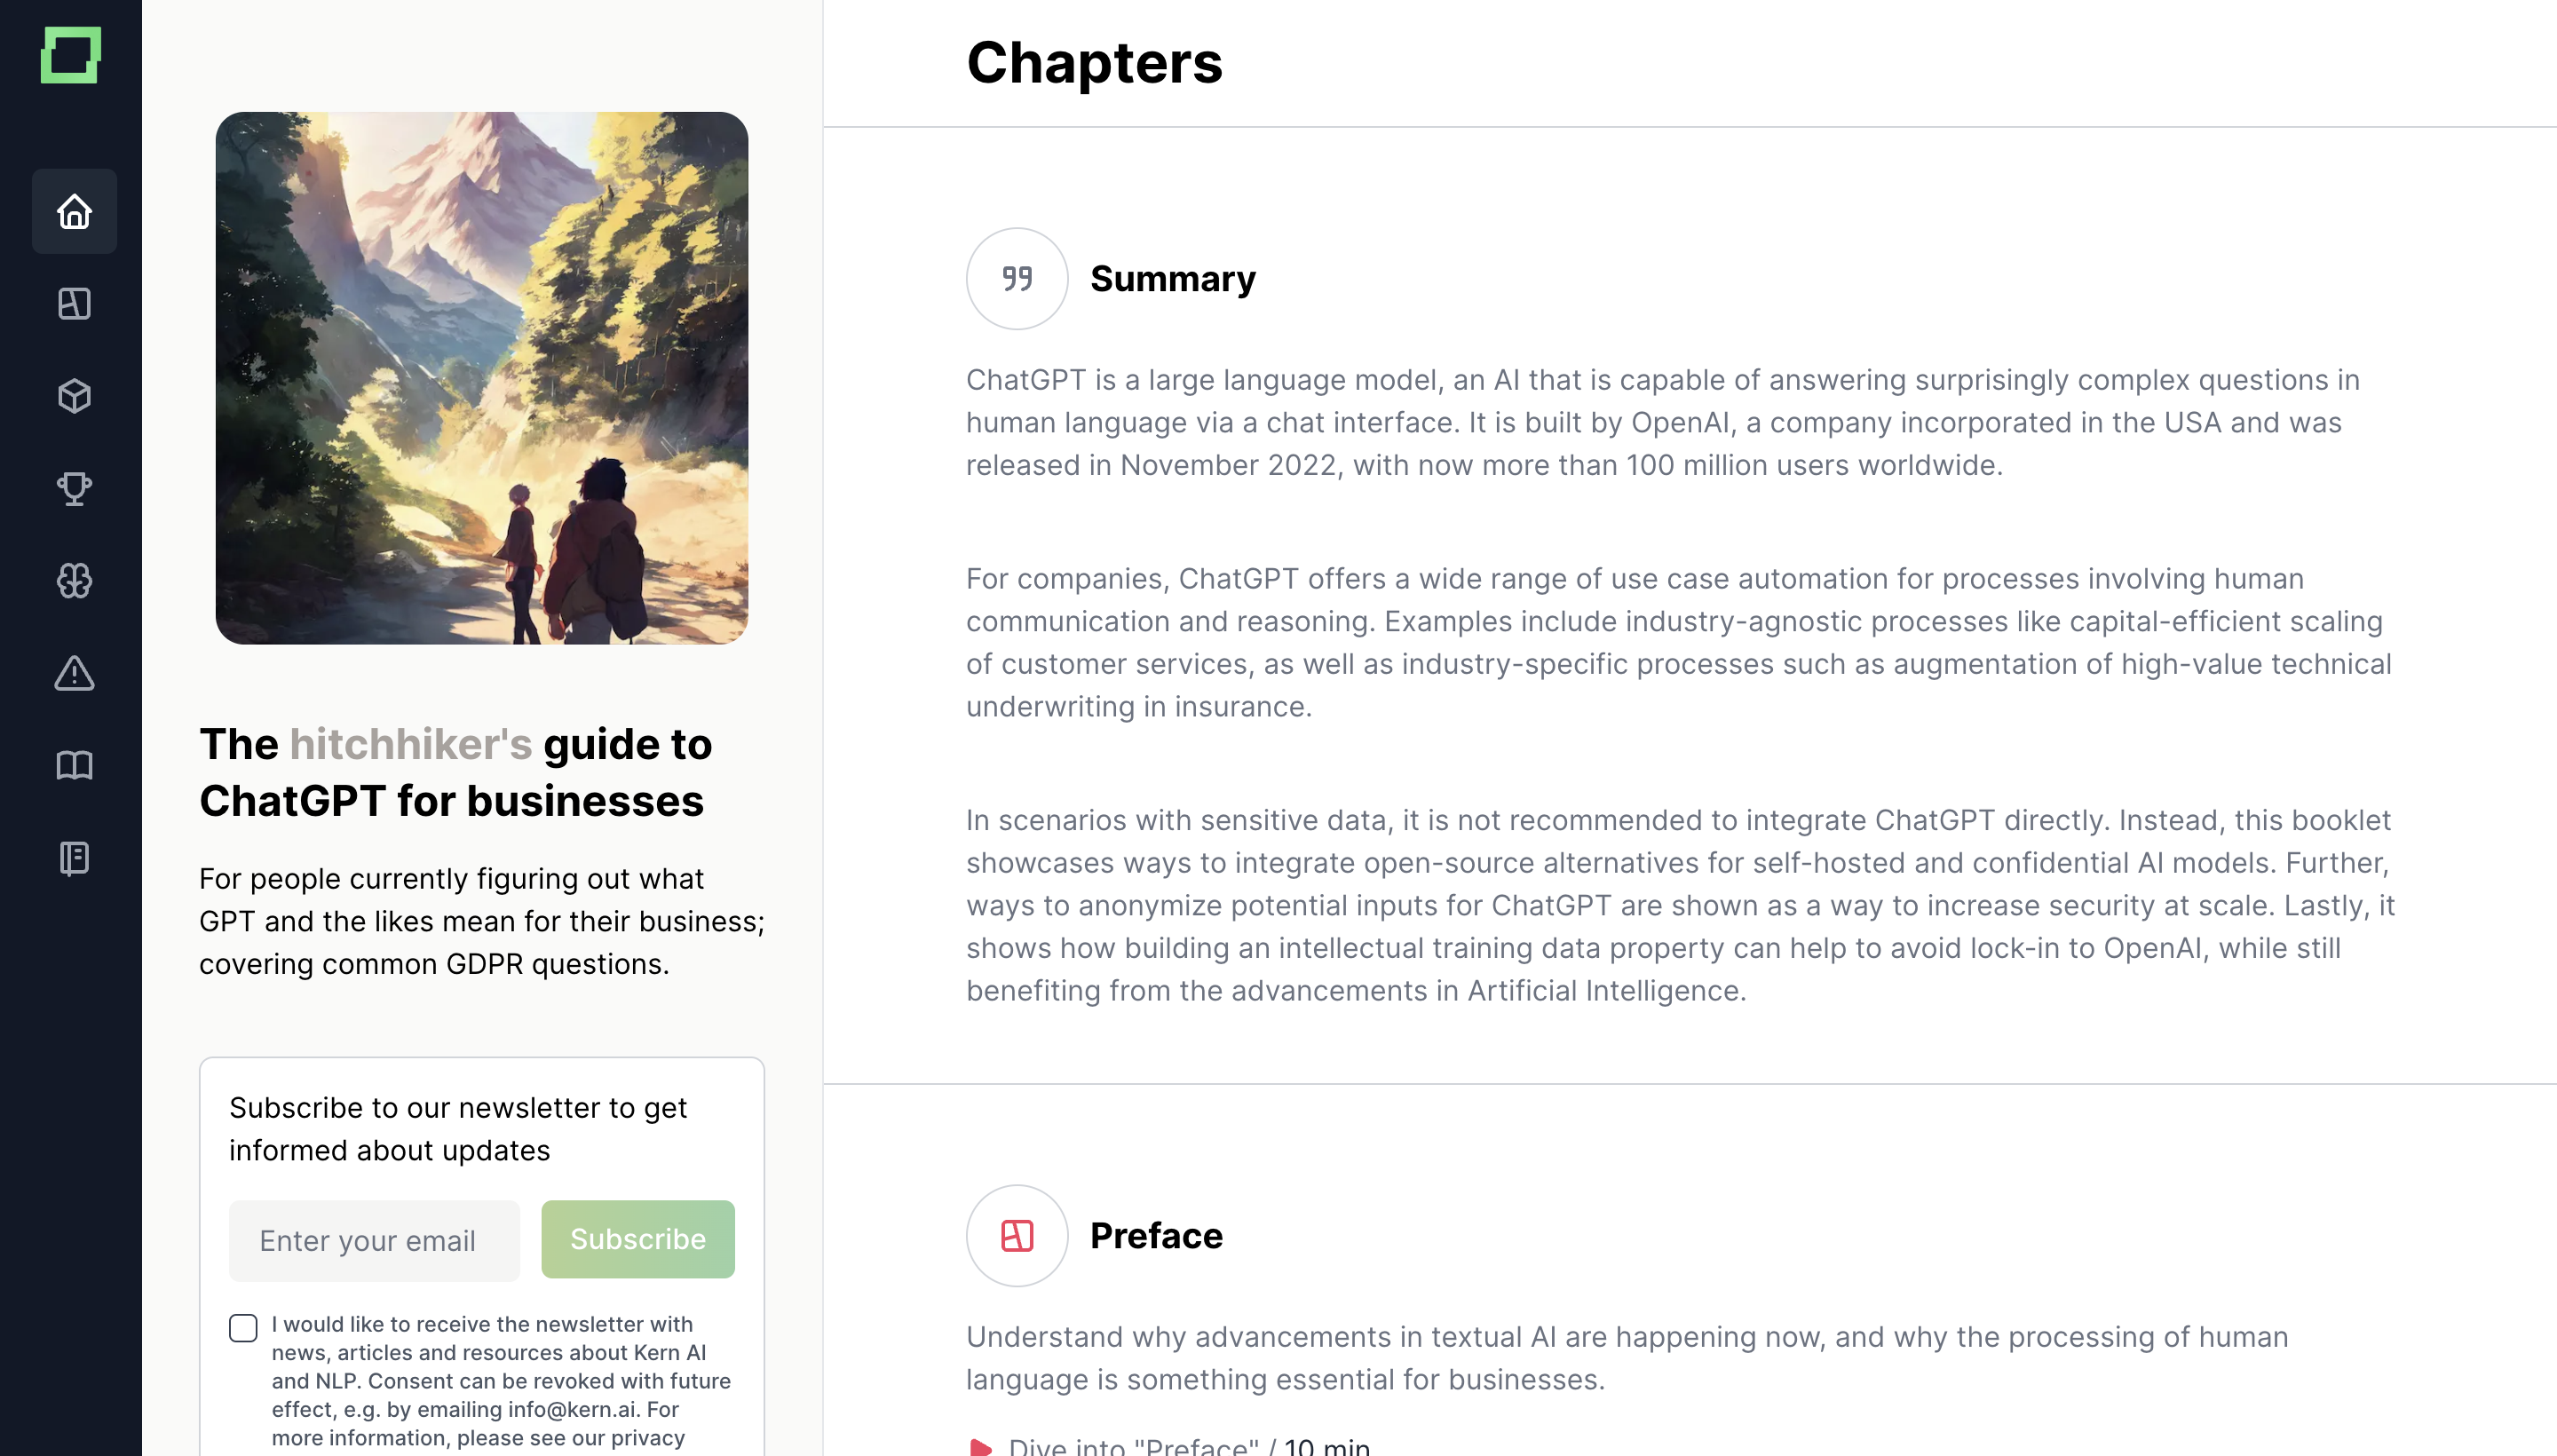 The hitchhiker's guide to
ChatGPT for businesses
For people currently figuring out what
GPT and the likes mean for their business;
covering common GDPR questions.
Subscribe to our newsletter to get
informed about updates
Enter your email
Subscribe
I would like to receive the newsletter with
news, articles and resources about Kern AI
and NLP. Consent can be revoked with future
effect, e.g. by emailing info@kern.ai. For
more information, please see our privacy
Chapters
Summary
ChatGPT is a large language model, an AI that is capable of answering surprisingly complex questions in
human language via a chat interface. It is built by OpenAI, a company incorporated in the USA and was
released in November 2022, with now more than 100 million users worldwide.
For companies, ChatGPT offers a wide range of use case automation for processes involving human
communication and reasoning. Examples include industry-agnostic processes like capital-efficient scaling
of customer services, as well as industry-specific processes such as augmentation of high-value technical
underwriting in insurance.
In scenarios with sensitive data, it is not recommended to integrate ChatGPT directly. Instead, this booklet
showcases ways to integrate open-source alternatives for self-hosted and confidential AI models. Further,
ways to anonymize potential inputs for ChatGPT are shown as a way to increase security at scale. Lastly, it
shows how building an intellectual training data property can help to avoid lock-in to OpenAI, while still
benefiting from the advancements in Artificial Intelligence.
Preface
Understand why advancements in textual AI are happening now, and why the processing of human
language is something essential for businesses.
Dive into "Preface" / 10 min